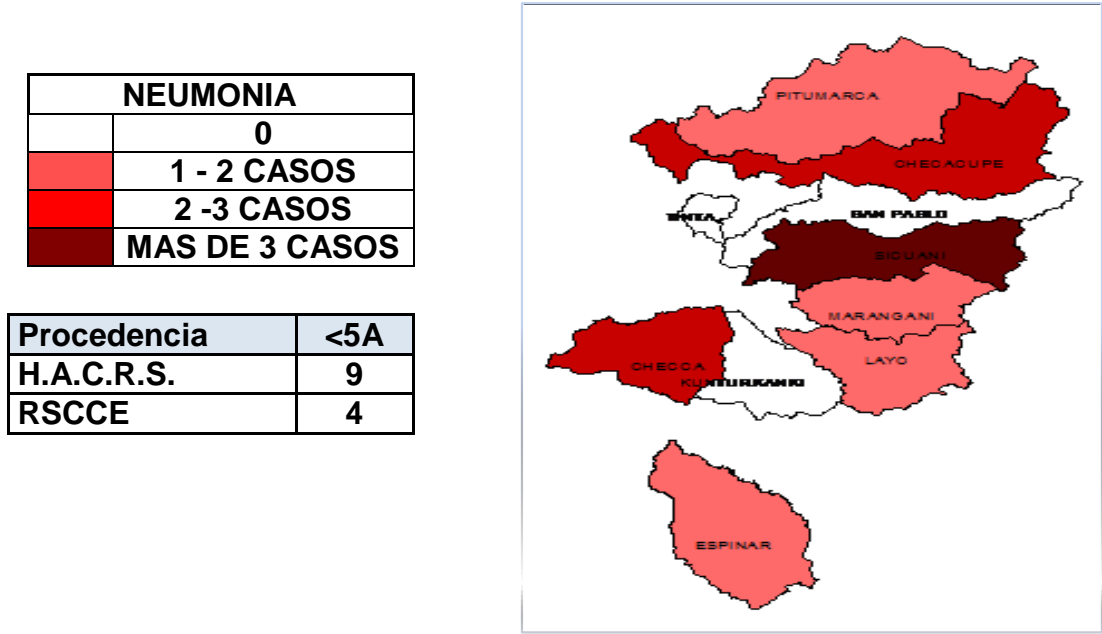 NEUMONIA
0
1 - 2 CASOS
2 -3 CASOS
MAS DE 3 CASOS
Procedencia <5A
H.A.C.R.S. 9
RSCCE 4
PITUMARCA
CHECACUPE
TINTA
SAN PABLO
SICUANI
MARANGANI
LAYO
CHECCA
KUNTURKANKI
ESPINAR